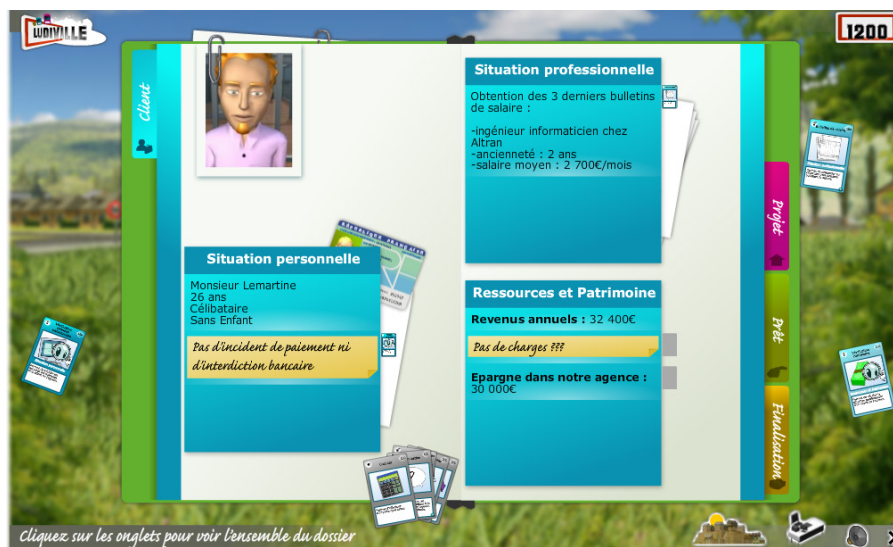 LUDIVILLE
1200
Client
Situation professionnelle
Obtention des 3 derniers bulletins
de salaire :
-ingénieur informaticien chez
Altran
-ancienneté : 2 ans
-salaire moyen : 2 700€/mois
Projet
RÉPUBLIQUE FRANÇAISE
Situation personnelle
Monsieur Lemartine
26 ans
Célibataire
Sans Enfant
Pas d'incident de paiement ni
d'interdiction bancaire
Ressources et Patrimoine
Revenus annuels : 32 400€
Pas de charges ???
Epargne dans notre agence :
30 000€
Prêt
Finalisation
Cliquez sur les onglets pour voir l'ensemble du dossier